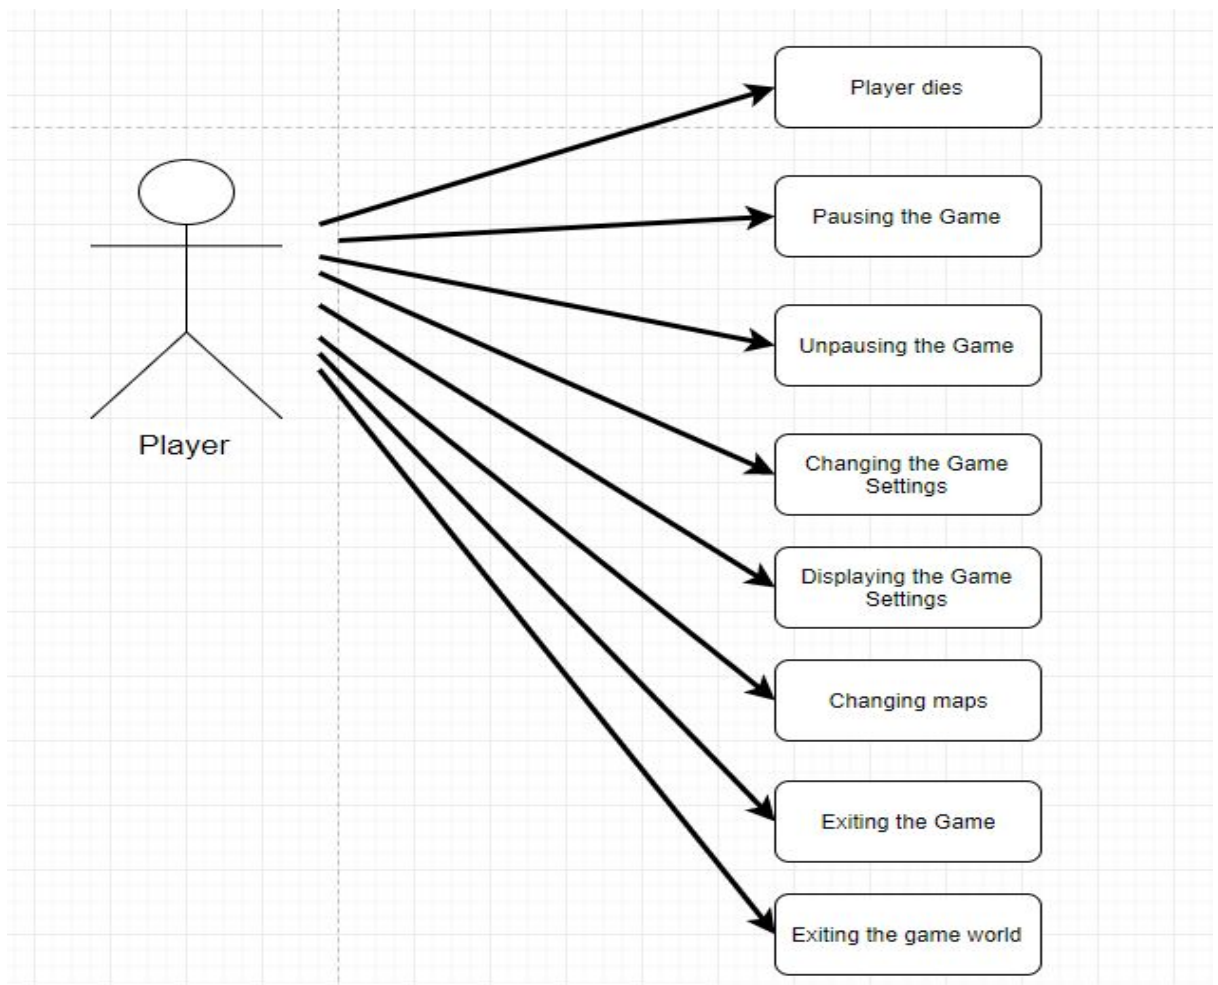 Player dies
Pausing the Game
Unpausing the Game
Player
Changing the Game
Settings
Displaying the Game
Settings
Changing maps
Exiting the Game
Exiting the game world